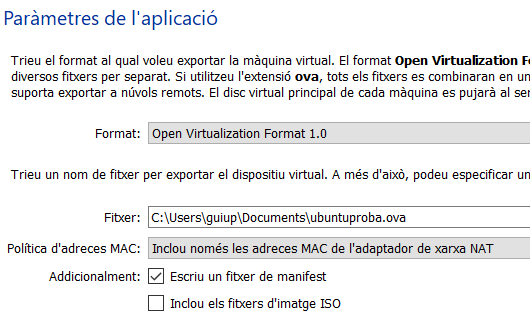 Paràmetres de l'aplicació
Trieu el format al qual voleu exportar la màquina virtual. El format Open Virtualization
diversos fitxers per separat. Si utilitzeu l'extensió ova, tots els fitxers es combinaran en un
suporta exportar a núvols remots. El disc virtual principal de cada màquina es pujarà al
Format: Open Virtualization Format 1.0
Trieu un nom de fitxer per exportar el dispositiu virtual. A més d'això, podeu especificar un
Fitxer: C:\Users\guiup\Documents\ubuntuproba.ova
Política d'adreces MAC: Inclou només les adreces MAC de l'adaptador de xarxa NAT
Addicionalment: Escriu un fitxer de manifest
Inclou els fitxers d'imatge ISO